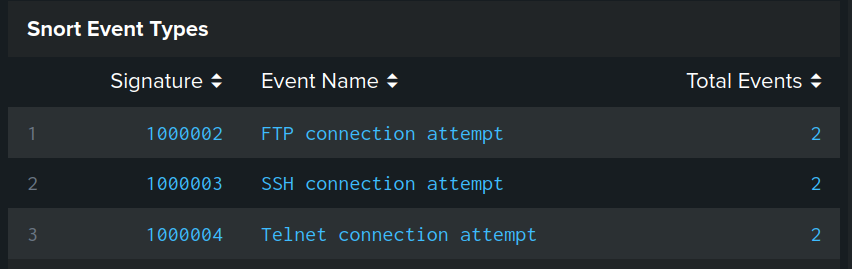 Snort Event Types
Signature Event Name Total Events
1 1000002 FTP connection attempt 2
2 1000003 SSH connection attempt 2
3 1000004 Telnet connection attempt 2